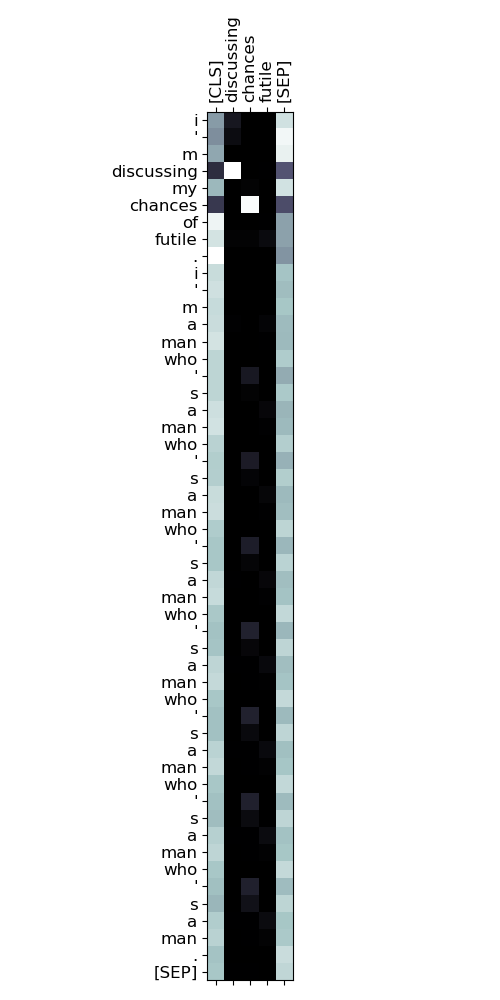 [CLS]
discussing
chances
futile
[SEP]
i
'
m
discussing
my
chances
of
futile
.
i
'
m
a
man
who
'
s
a
man
who
'
s
a
man
who
'
s
a
man
who
'
s
a
man
who
'
s
a
man
who
'
s
a
man
who
'
s
a
man
.
[SEP]